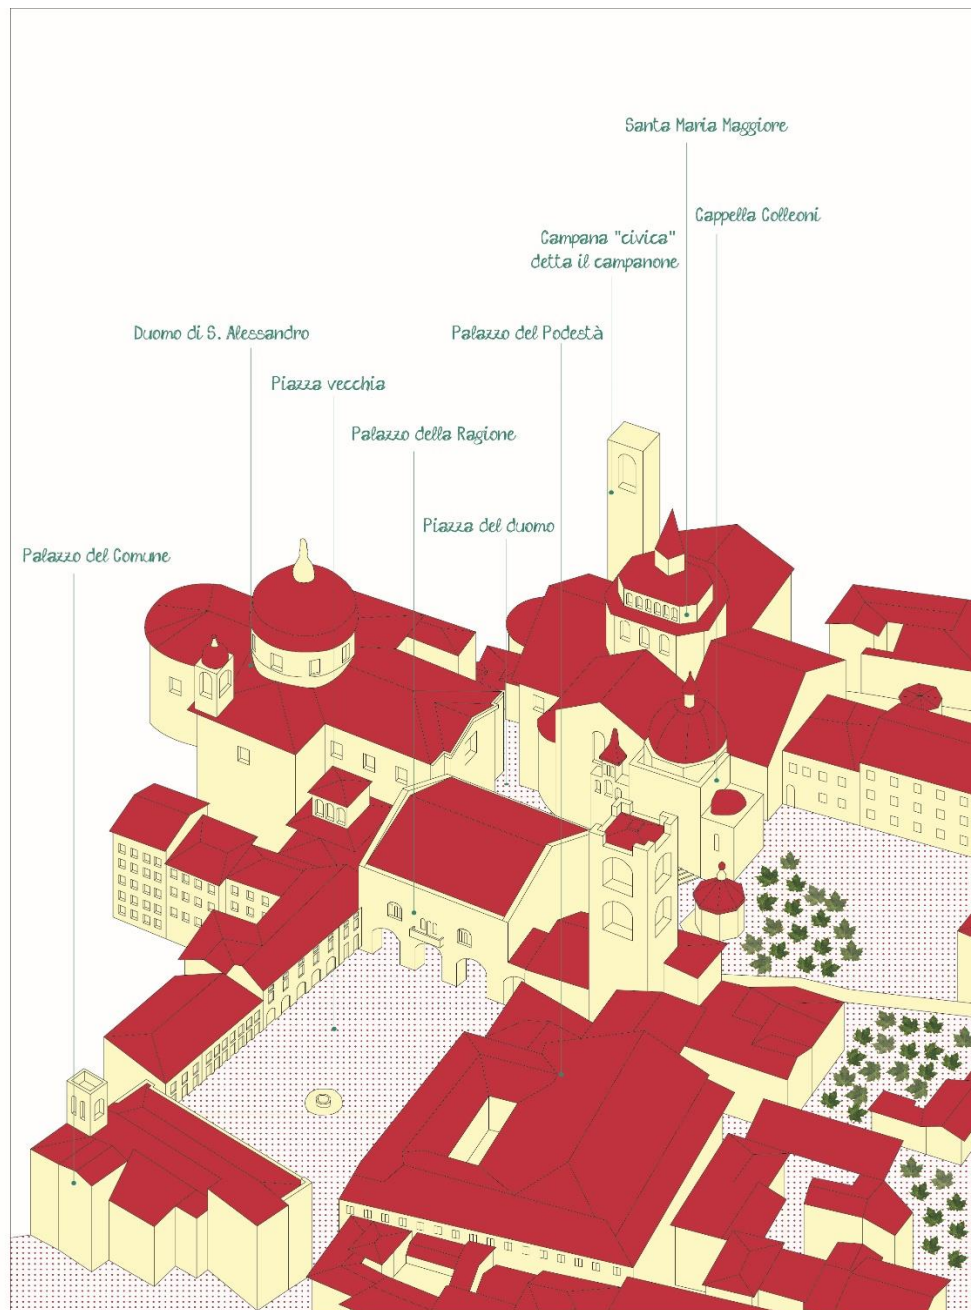 Santa Maria Maggiore
Cappella Colleoni
Campana "civica"
detta il campanone
Duomo di S. Alessandro
Palazzo del Podestà
Piazza vecchia
Palazzo della Ragione
Piazza del duomo
Palazzo del Comune